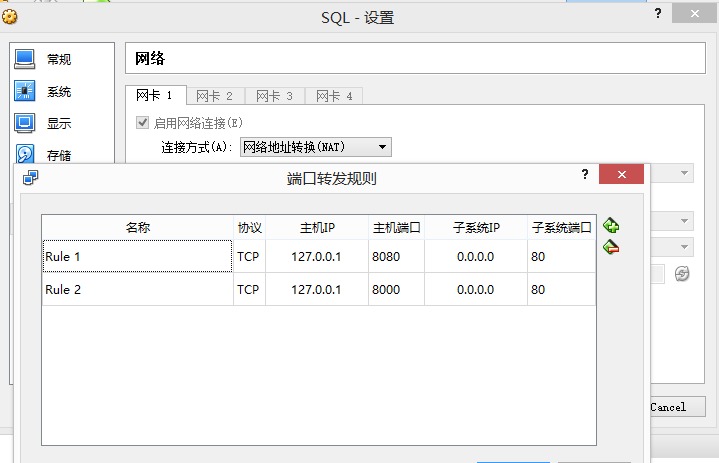 SQL - 设置
?
常规
系统
显示
存储
网络
网卡 1
网卡 2
网卡 3
网卡 4
启用网络连接(E)
连接方式(A): 网络地址转换(NAT)
端口转发规则
?
名称 协议 主机IP 主机端口 子系统IP 子系统端口
Rule 1 TCP 127.0.0.1 8080 0.0.0.0 80
Rule 2 TCP 127.0.0.1 8000 0.0.0.0 80
Cancel